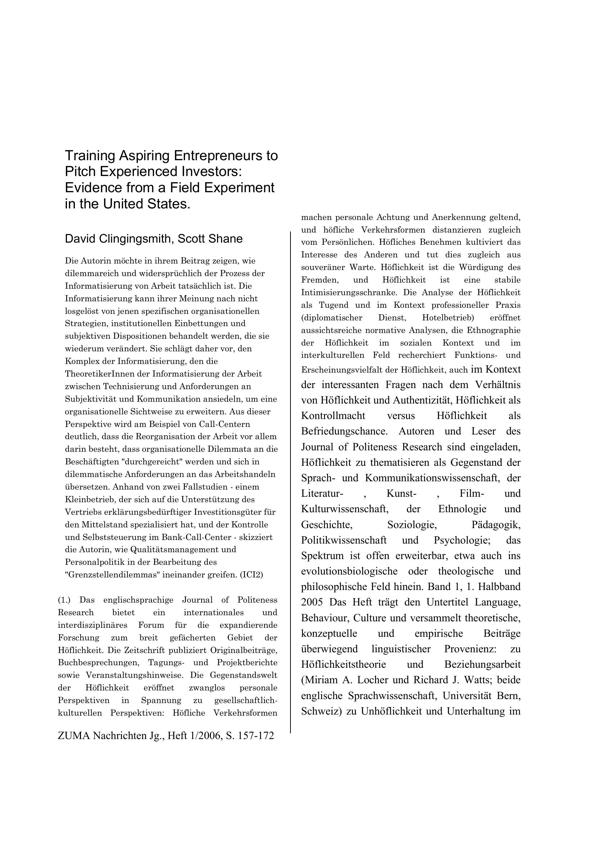 Training Aspiring Entrepreneurs to
Pitch Experienced Investors:
Evidence from a Field Experiment
in the United States.
David Clingingsmith, Scott Shane
Die Autorin möchte in ihrem Beitrag zeigen, wie
dilemmareich und widersprüchlich der Prozess der
Informatisierung von Arbeit tatsächlich ist. Die
Informatisierung kann ihrer Meinung nach nicht
losgelöst von jenen spezifischen organisationellen
Strategien, institutionellen Einbettungen und
subjektiven Dispositionen behandelt werden, die sie
wiederum verändert. Sie schlägt daher vor, den
Komplex der Informatisierung, den die
TheoretikerInnen der Informatisierung der Arbeit
zwischen Technisierung und Anforderungen an
Subjektivität und Kommunikation ansiedeln, um eine
organisationelle Sichtweise zu erweitern. Aus dieser
Perspektive wird am Beispiel von Call-Centern
deutlich, dass die Reorganisation der Arbeit vor allem
darin besteht, dass organisationelle Dilemmata an die
Beschäftigten "durchgereicht" werden und sich in
dilemmatische Anforderungen an das Arbeitshandeln
übersetzen. Anhand von zwei Fallstudien - einem
Kleinbetrieb, der sich auf die Unterstützung des
Vertriebs erklärungsbedürftiger Investitionsgüter für
den Mittelstand spezialisiert hat, und der Kontrolle
und Selbststeuerung im Bank-Call-Center - skizziert
die Autorin, wie Qualitätsmanagement und
Personalpolitik in der Bearbeitung des
"Grenzstellendilemmas" ineinander greifen. (ICI2)
(1.) Das englischsprachige Journal of Politeness
Research bietet ein internationales und
interdisziplinäres Forum für die expandierende
Forschung zum breit gefächerten Gebiet der
Höflichkeit. Die Zeitschrift publiziert Originalbeiträge,
Buchbesprechungen, Tagungs- und Projektberichte
sowie Veranstaltungshinweise. Die Gegenstandswelt
der Höflichkeit eröffnet zwanglos personale
Perspektiven in Spannung zu gesellschaftlich-
kulturellen Perspektiven: Höfliche Verkehrsformen
machen personale Achtung und Anerkennung geltend,
und höfliche Verkehrsformen distanzieren zugleich
vom Persönlichen. Höfliches Benehmen kultiviert das
Interesse des Anderen und tut dies zugleich aus
souveräner Warte. Höflichkeit ist die Würdigung des
Fremden, und Höflichkeit ist eine stabile
Intimisierungsschranke. Die Analyse der Höflichkeit
als Tugend und im Kontext professioneller Praxis
(diplomatischer Dienst, Hotelbetrieb) eröffnet
aussichtsreiche normative Analysen, die Ethnographie
der Höflichkeit im sozialen Kontext und im
interkulturellen Feld recherchiert Funktions- und
Erscheinungsvielfalt der Höflichkeit, auch im Kontext
der interessanten Fragen nach dem Verhältnis
von Höflichkeit und Authentizität, Höflichkeit als
Kontrollmacht versus Höflichkeit als
Befriedungschance. Autoren und Leser des
Journal of Politeness Research sind eingeladen,
Höflichkeit zu thematisieren als Gegenstand der
Sprach- und Kommunikationswissenschaft, der
Literatur- , Kunst- , Film- und
Kulturwissenschaft, der Ethnologie und
Geschichte, Soziologie, Pädagogik,
Politikwissenschaft und Psychologie; das
Spektrum ist offen erweiterbar, etwa auch ins
evolutionsbiologische oder theologische und
philosophische Feld hinein. Band 1, 1. Halbband
2005 Das Heft trägt den Untertitel Language,
Behaviour, Culture und versammelt theoretische,
konzeptuelle und empirische Beiträge
überwiegend linguistischer Provenienz: zu
Höflichkeitstheorie und Beziehungsarbeit
(Miriam A. Locher und Richard J. Watts; beide
englische Sprachwissenschaft, Universität Bern,
Schweiz) zu Unhöflichkeit und Unterhaltung im
ZUMA Nachrichten Jg., Heft 1/2006, S. 157-172